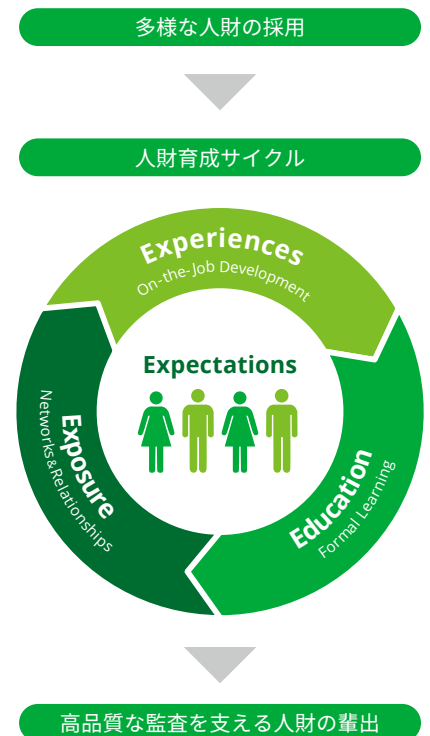 多様な人財の採用
人財育成サイクル
Experiences
On-the-Job Development
Expectations
Exposure
Networks&Relationships
Education
Formal Learning
高品質な監査を支える人財の輩出